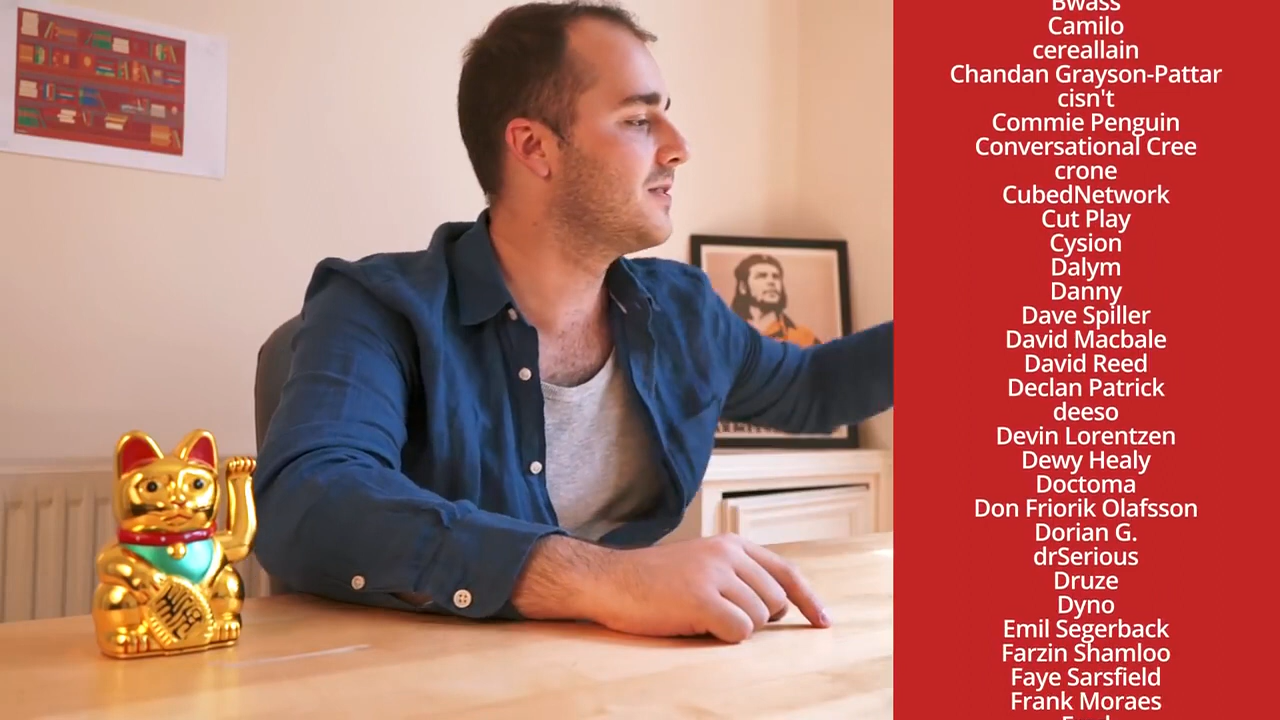 Bwass
Camilo
cereallain
Chandan Grayson-Pattar
cisn't
Commie Penguin
Conversational Cree
crone
CubedNetwork
Cut Play
Cysion
Dalym
Danny
Dave Spiller
David Macbale
David Reed
Declan Patrick
deeso
Devin Lorentzen
Dewy Healy
Doctoma
Don Friorik Olafsson
Dorian G.
drSerious
Druze
Dyno
Emil Segerback
Farzin Shamloo
Faye Sarsfield
Frank Moraes